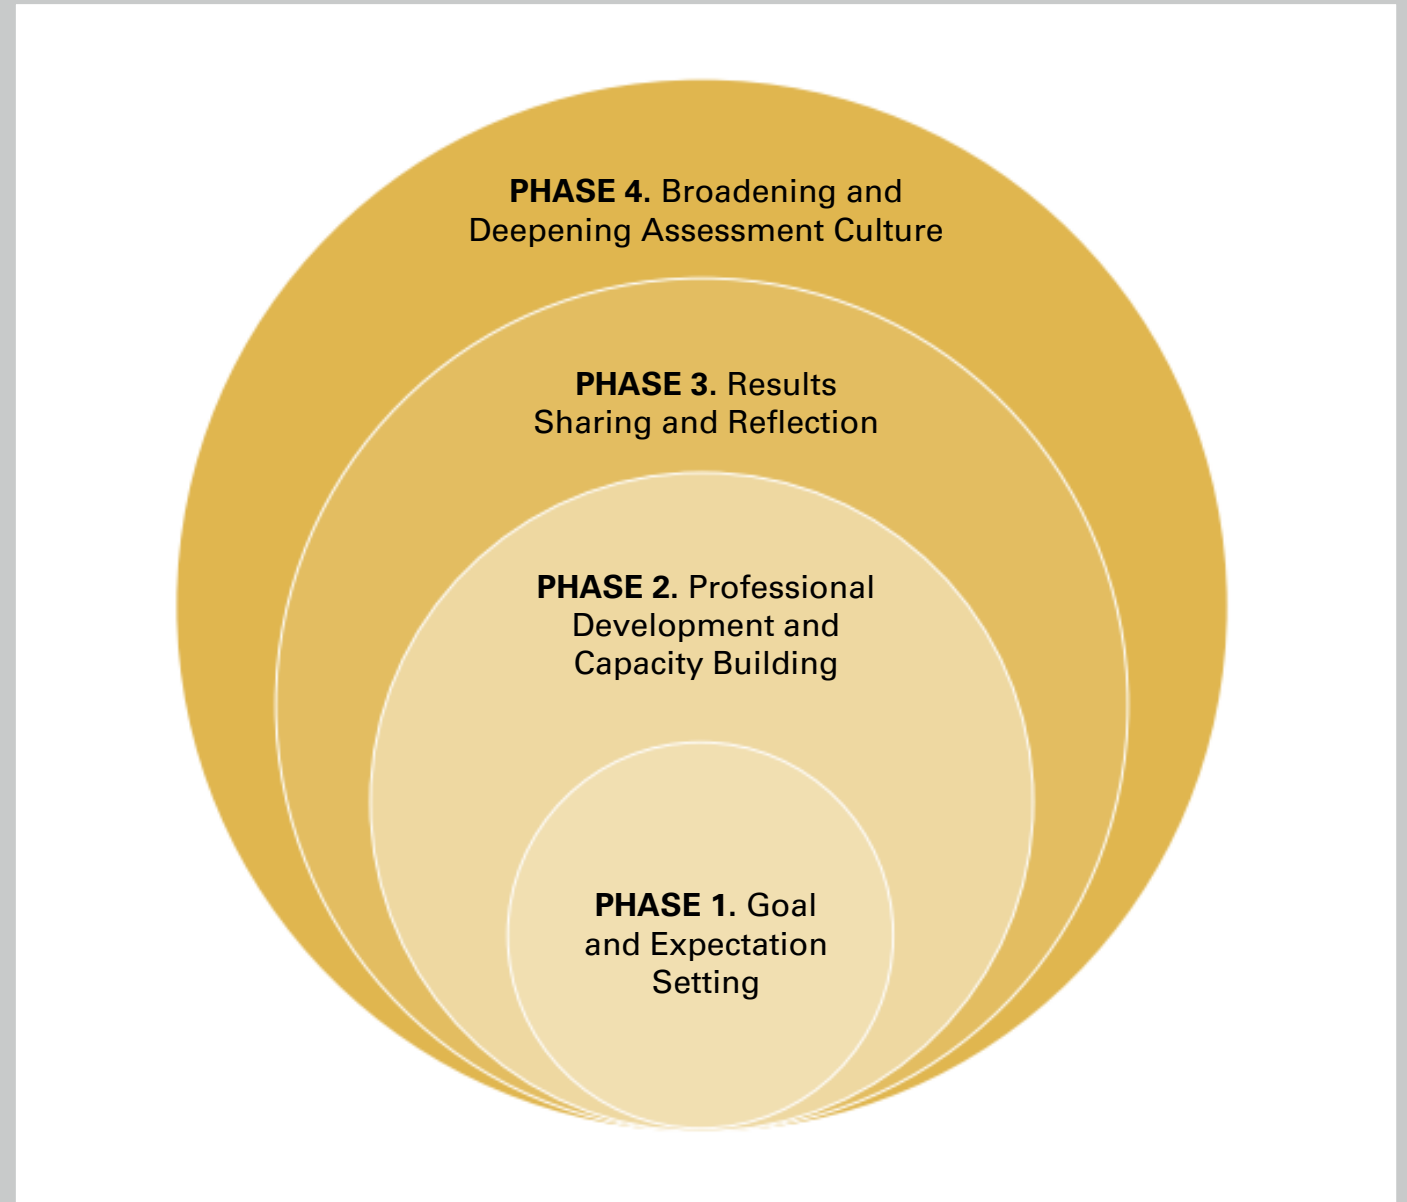 PHASE 4. Broadening and
Deepening Assessment Culture
PHASE 3. Results
Sharing and Reflection
PHASE 2. Professional
Development and
Capacity Building
PHASE 1. Goal
and Expectation
Setting